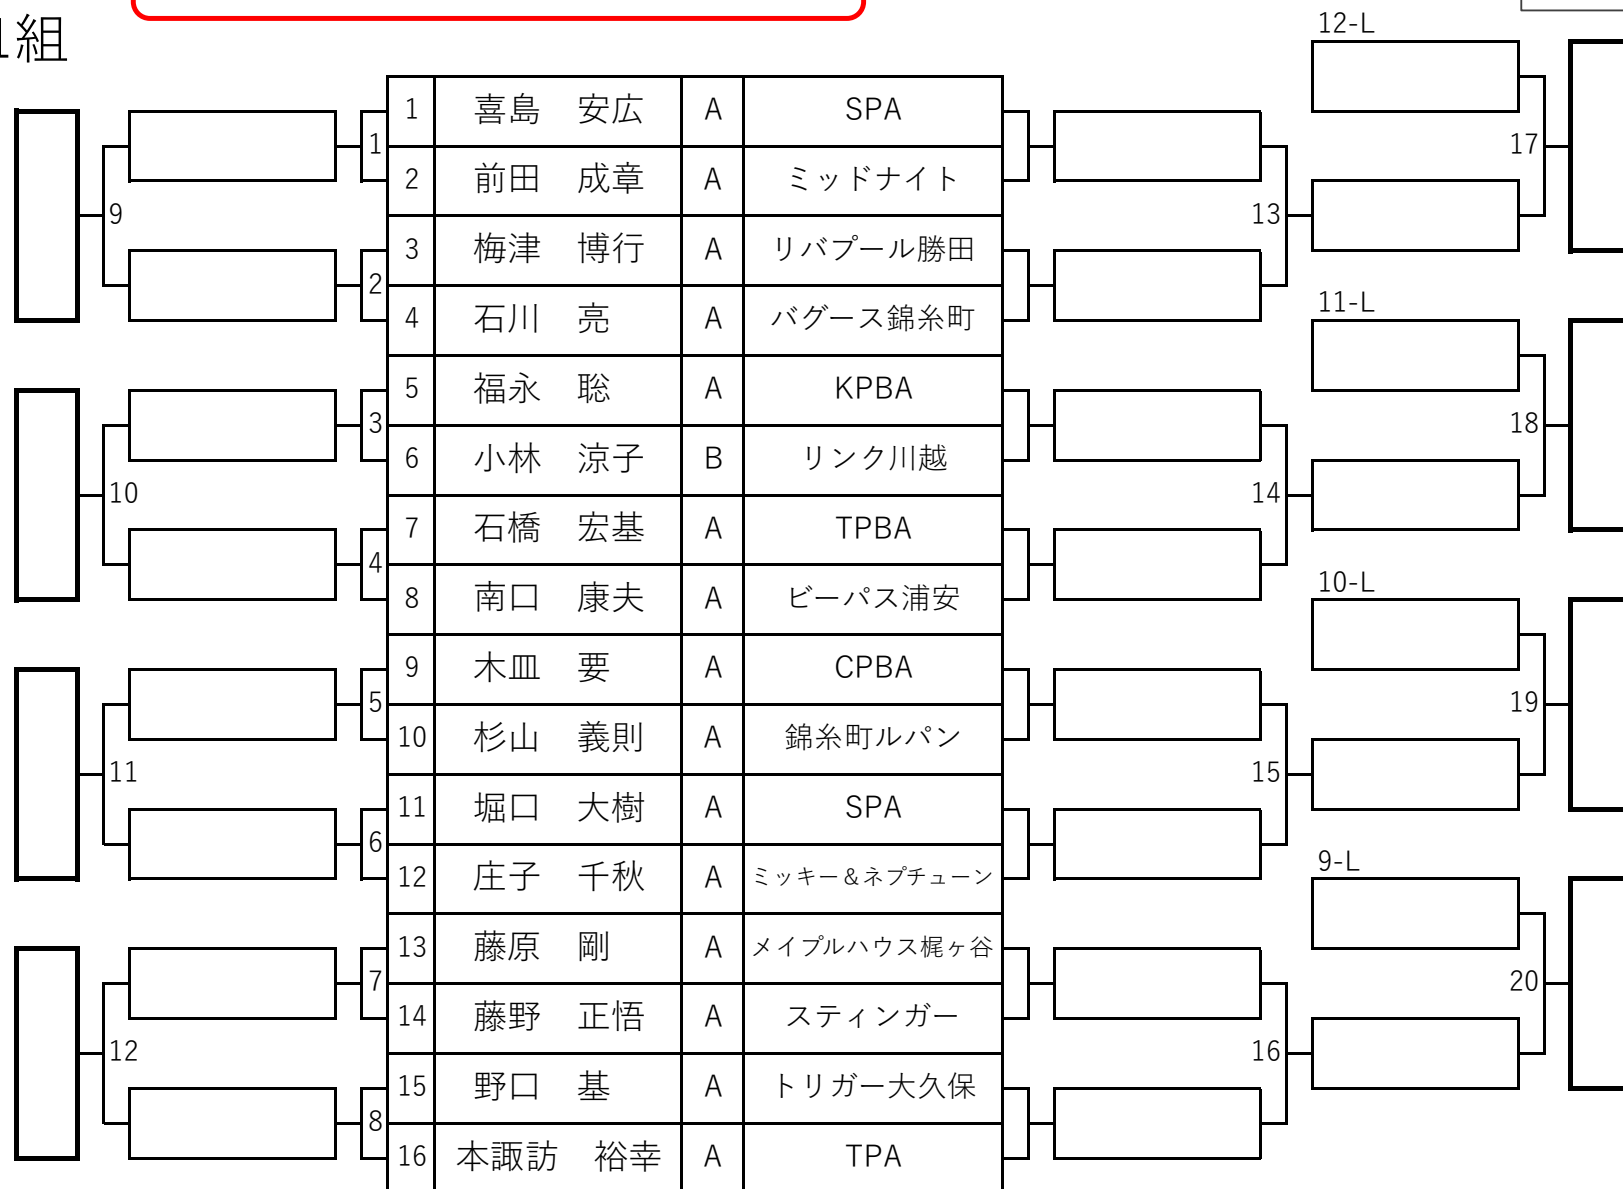 1組
12-L
1 喜島 安広 A SPA
1
17
2 前田 成章 A ミッドナイト
9
13
3 梅津 博行 A リバプール勝田
2
11-L
4 石川 亮 A バグース錦糸町
5 福永 聡 A KPBA
3
18
6 小林 涼子 B リンク川越
10
14
7 石橋 宏基 A TPBA
4
10-L
8 南口 康夫 A ビーパス浦安
9 木皿 要 A CPBA
5
19
10 杉山 義則 A 錦糸町ルパン
11
15
11 堀口 大樹 A SPA
6
9-L
12 庄子 千秋 A ミッキー＆ネプチューン
13 藤原 剛 A メイプルハウス梶ヶ谷
7
20
14 藤野 正悟 A スティンガー
12
16
15 野口 基 A トリガー大久保
8
16 本諏訪 裕幸 A TPA